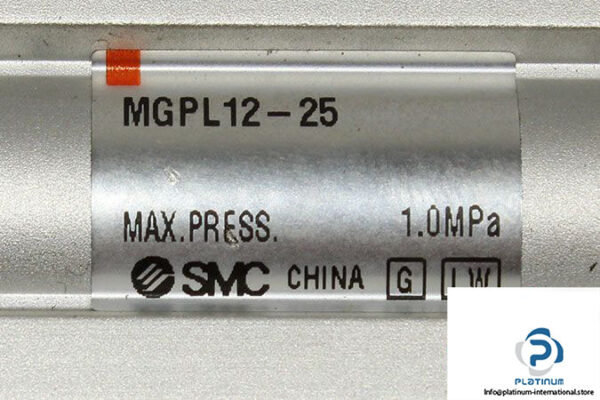 MGPL12-25
MAX.PRESS. 1.0MPa
SMC CHINA G LW
PLATINUM
Info@platinum-international.store